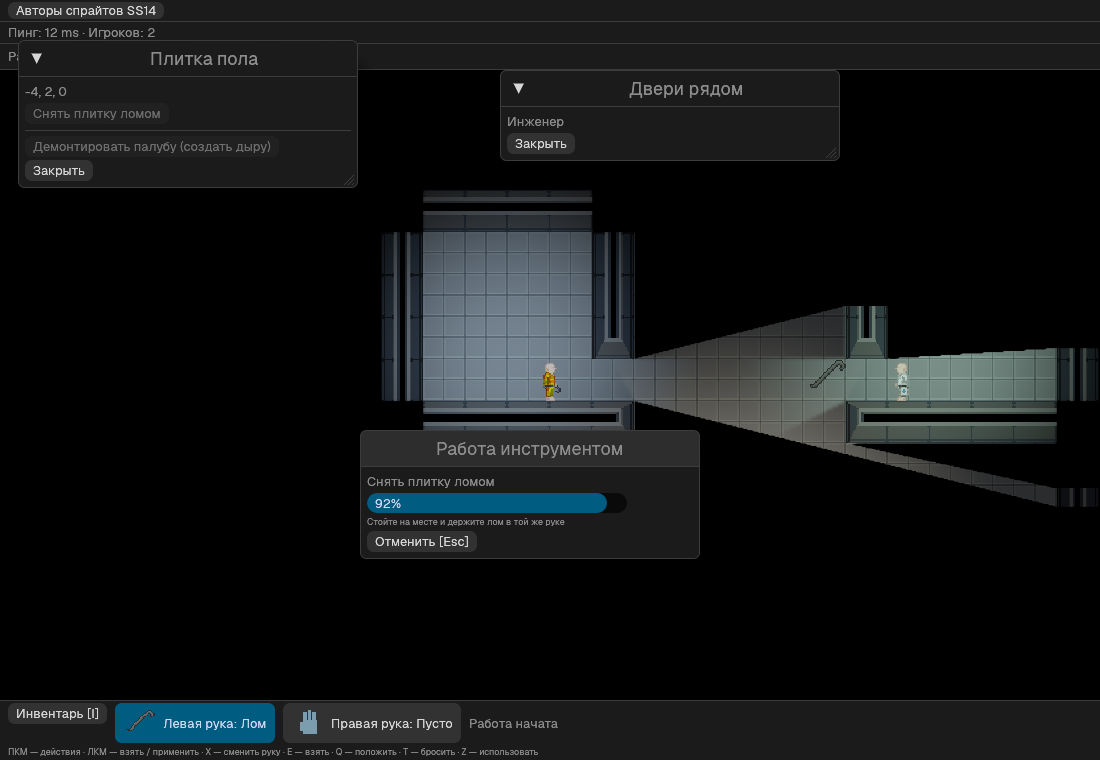 Авторы спрайтов SS14
Пинг: 12 ms · Игроков: 2
▼ Плитка пола
-4, 2, 0
Снять плитку ломом
Демонтировать палубу (создать дыру)
Закрыть
▼ Двери рядом
Инженер
Закрыть
Работа инструментом
Снять плитку ломом
92%
Стойте на месте и держите лом в той же руке
Отменить [Esc]
Инвентарь [I]
Левая рука: Лом
Правая рука: Пусто
Работа начата
ПКМ — действия · ЛКМ — взять / применить · X — сменить руку · E — взять · Q — положить · T — бросить · Z — использовать